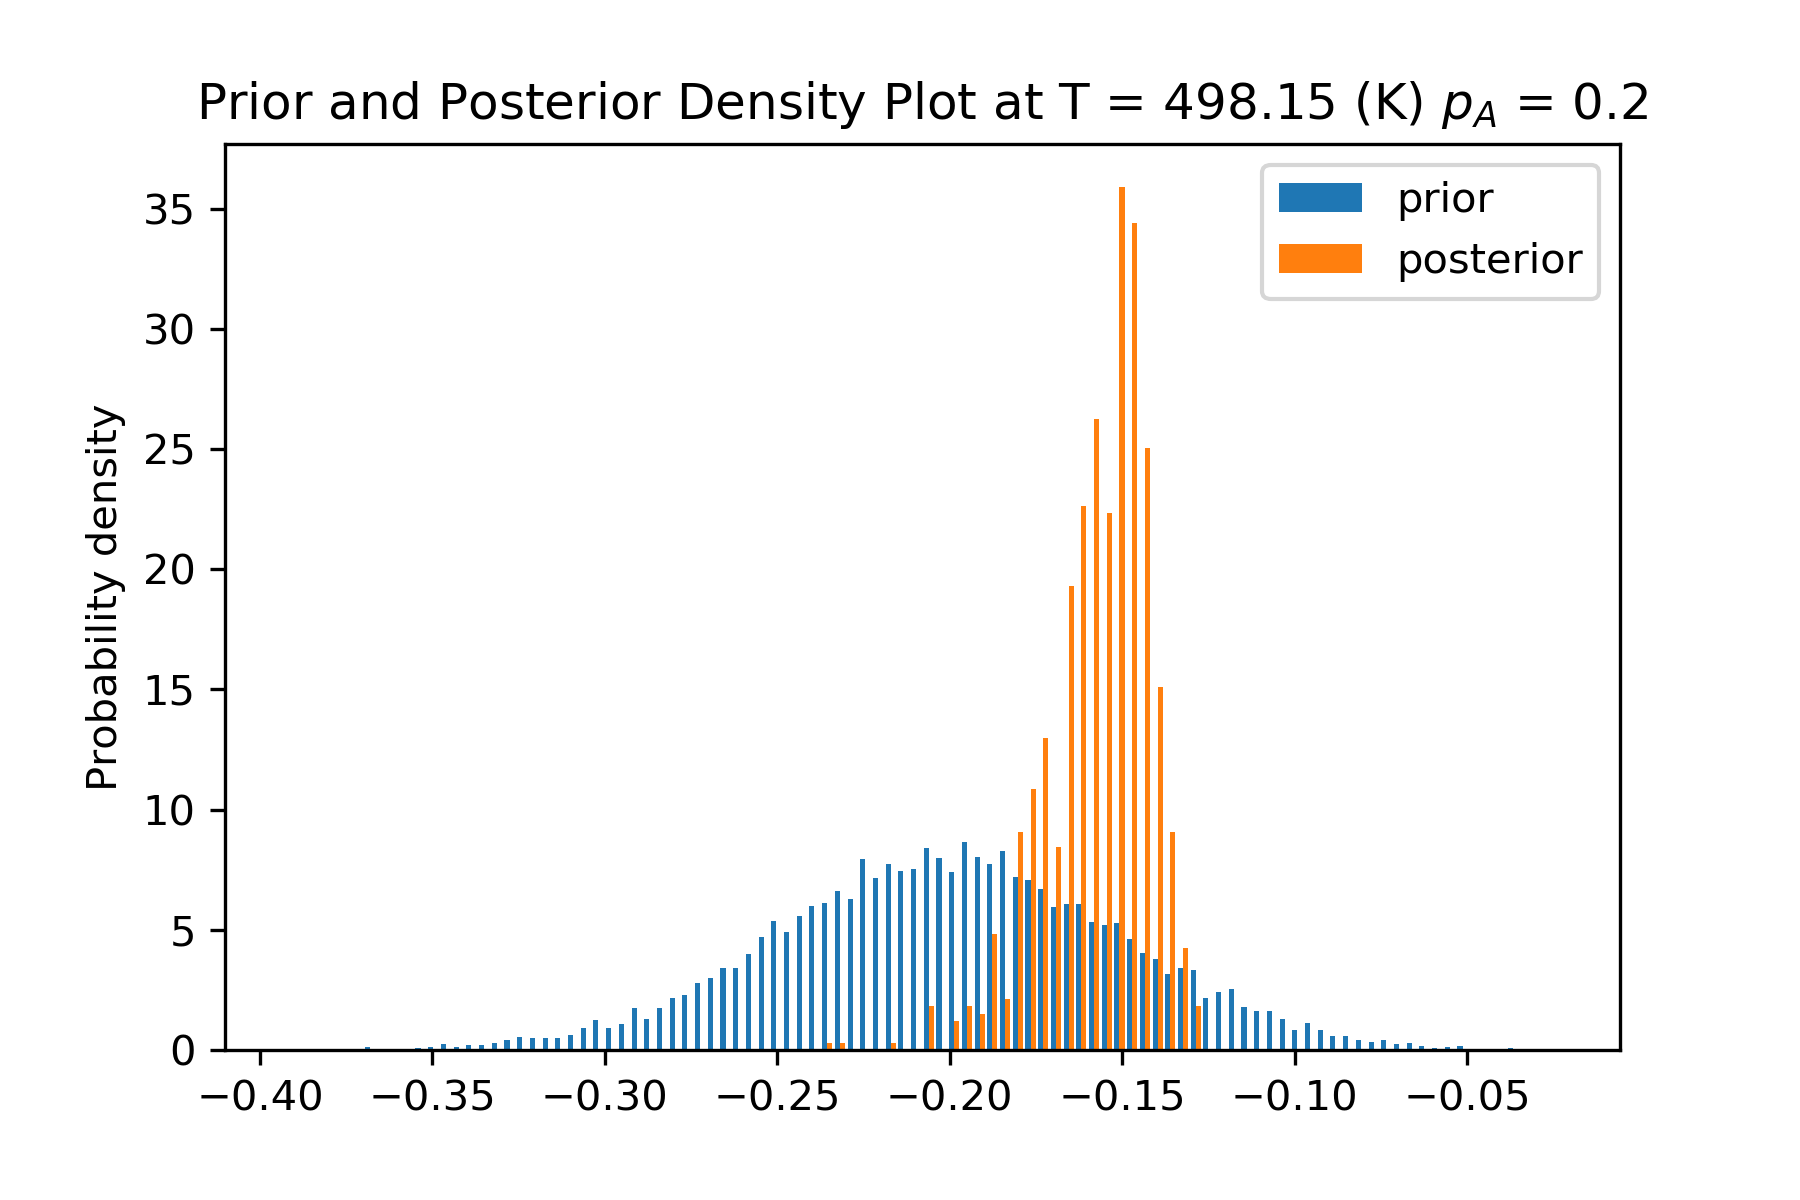 Prior and Posterior Density Plot at T = 498.15 (K) p_A = 0.2
prior
posterior
Probability density
35
30
25
20
15
10
5
0
−0.40 −0.35 −0.30 −0.25 −0.20 −0.15 −0.10 −0.05